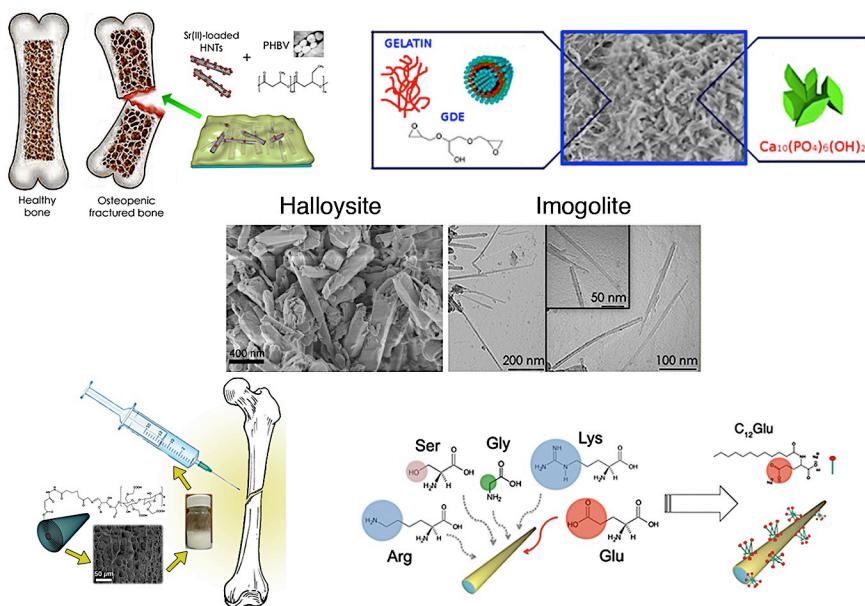 Sr(II)-loaded
HNTs
+
PHBV
Healthy
bone
Osteopenic
fractured bone
GELATIN
GDE
OH
Ca10(PO4)6(OH)2
Halloysite
Imogolite
400 nm
200 nm
50 nm
100 nm
50 µm
Ser
Gly
Lys
Arg
Glu
C12Glu